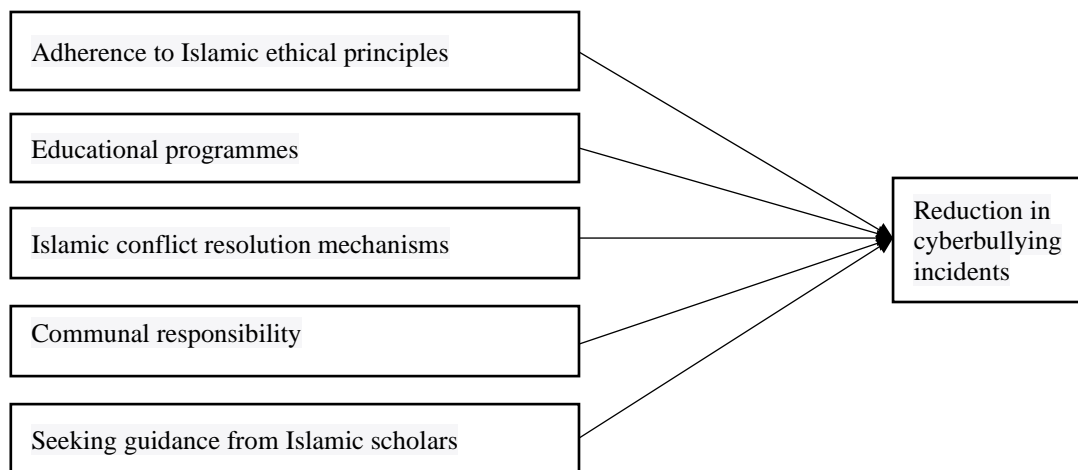 Adherence to Islamic ethical principles
Educational programmes
Islamic conflict resolution mechanisms
Communal responsibility
Seeking guidance from Islamic scholars
Reduction in
cyberbullying
incidents